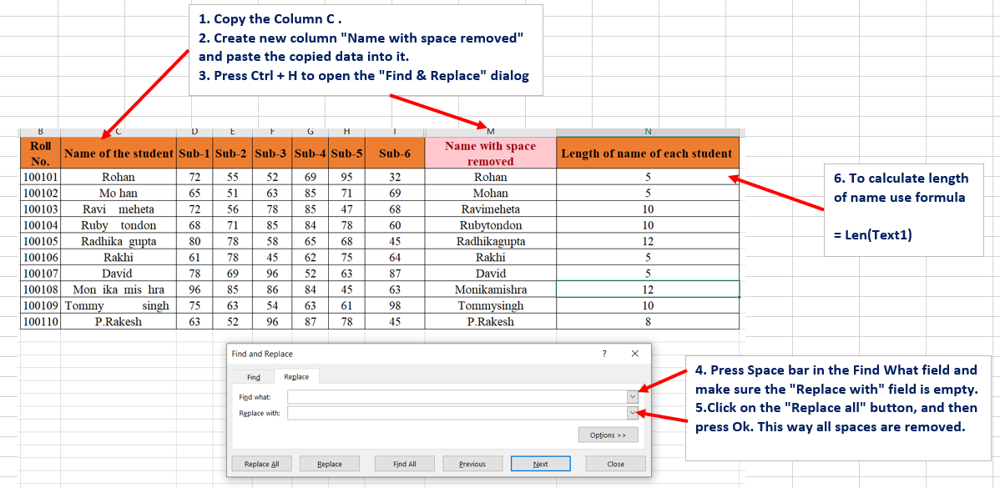 1. Copy the Column C .
2. Create new column "Name with space removed"
and paste the copied data into it.
3. Press Ctrl + H to open the "Find & Replace" dialog
B C D E F G H I M N
Roll No. Name of the student Sub-1 Sub-2 Sub-3 Sub-4 Sub-5 Sub-6 Name with space removed Length of name of each student
100101 Rohan 72 55 52 69 95 32 Rohan 5
100102 Mo han 65 51 63 85 71 69 Mohan 5
100103 Ravi meheta 72 56 78 85 47 68 Ravimeheta 10
100104 Ruby tondon 68 71 85 84 78 60 Rubytondon 10
100105 Radhika gupta 80 78 58 65 68 45 Radhikagupta 12
100106 Rakhi 61 78 45 62 75 64 Rakhi 5
100107 David 78 69 96 52 63 87 David 5
100108 Mon ika mis hra 96 85 86 84 45 63 Monikamishra 12
100109 Tommy singh 75 63 54 63 61 98 Tommysingh 10
100110 P.Rakesh 63 52 96 87 78 45 P.Rakesh 8
6. To calculate length
of name use formula
= Len(Text1)
Find and Replace ?
Find Replace
Find what:
Replace with:
Options >>
Replace All Replace Find All Previous Next Close
4. Press Space bar in the Find What field and
make sure the "Replace with" field is empty.
5.Click on the "Replace all" button, and then
press Ok. This way all spaces are removed.